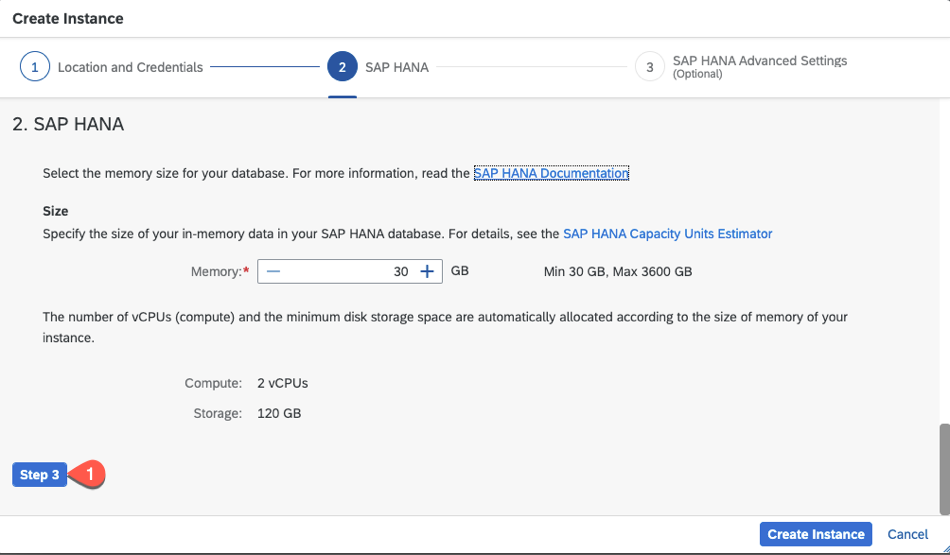 Create Instance
1 Location and Credentials 2 SAP HANA 3 SAP HANA Advanced Settings
(Optional)
2. SAP HANA
Select the memory size for your database. For more information, read the SAP HANA Documentation
Size
Specify the size of your in-memory data in your SAP HANA database. For details, see the SAP HANA Capacity Units Estimator
Memory:* − 30 + GB Min 30 GB, Max 3600 GB
The number of vCPUs (compute) and the minimum disk storage space are automatically allocated according to the size of memory of your
instance.
Compute: 2 vCPUs
Storage: 120 GB
Step 3 1
Create Instance Cancel